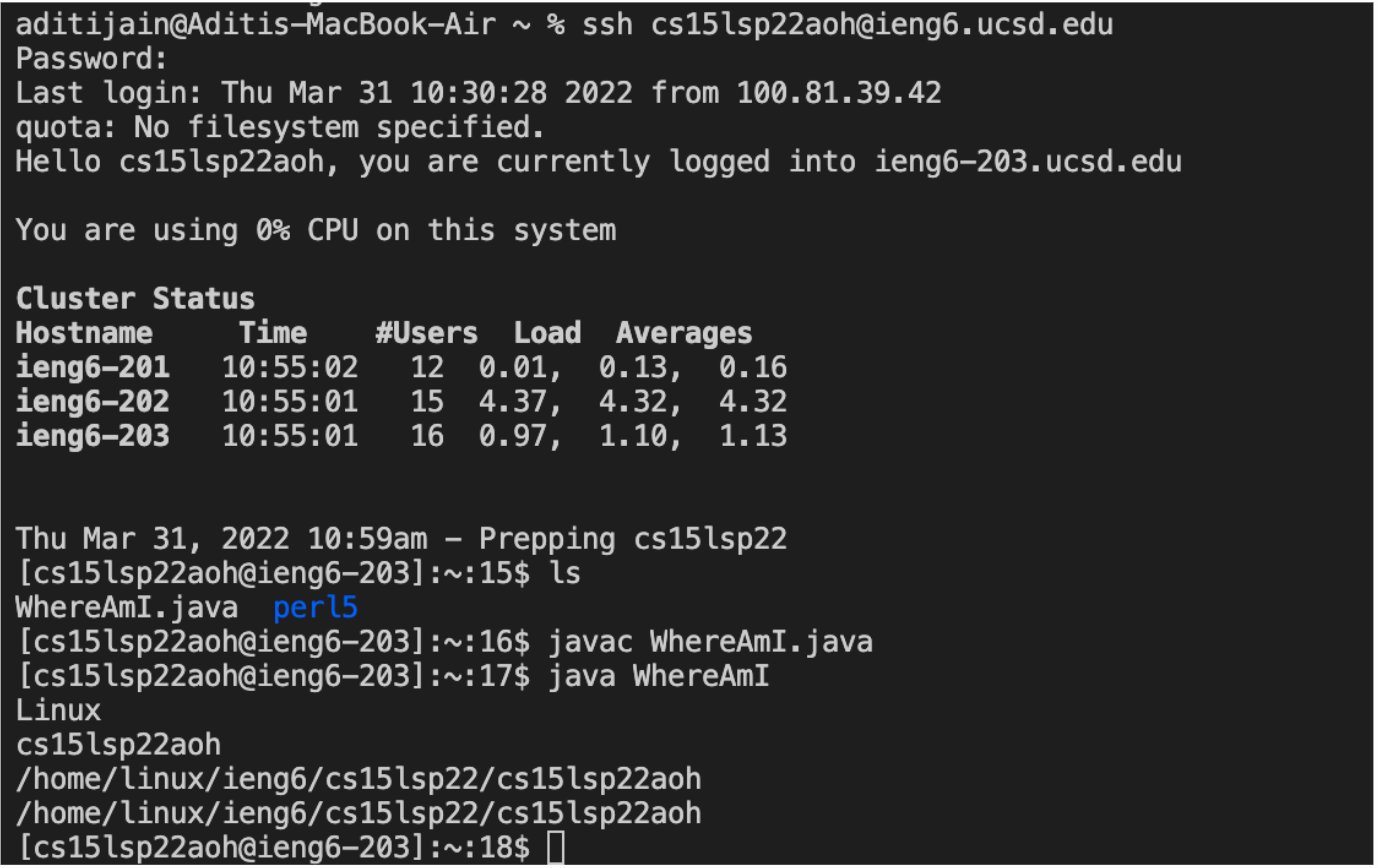 aditijain@Aditis-MacBook-Air ~ % ssh cs15lsp22aoh@ieng6.ucsd.edu
Password:
Last login: Thu Mar 31 10:30:28 2022 from 100.81.39.42
quota: No filesystem specified.
Hello cs15lsp22aoh, you are currently logged into ieng6-203.ucsd.edu
You are using 0% CPU on this system
Cluster Status
Hostname     Time    #Users  Load  Averages
ieng6-201   10:55:02   12  0.01,  0.13,  0.16
ieng6-202   10:55:01   15  4.37,  4.32,  4.32
ieng6-203   10:55:01   16  0.97,  1.10,  1.13
Thu Mar 31, 2022 10:59am - Prepping cs15lsp22
[cs15lsp22aoh@ieng6-203]:~:15$ ls
WhereAmI.java  perl5
[cs15lsp22aoh@ieng6-203]:~:16$ javac WhereAmI.java
[cs15lsp22aoh@ieng6-203]:~:17$ java WhereAmI
Linux
cs15lsp22aoh
/home/linux/ieng6/cs15lsp22/cs15lsp22aoh
/home/linux/ieng6/cs15lsp22/cs15lsp22aoh
[cs15lsp22aoh@ieng6-203]:~:18$